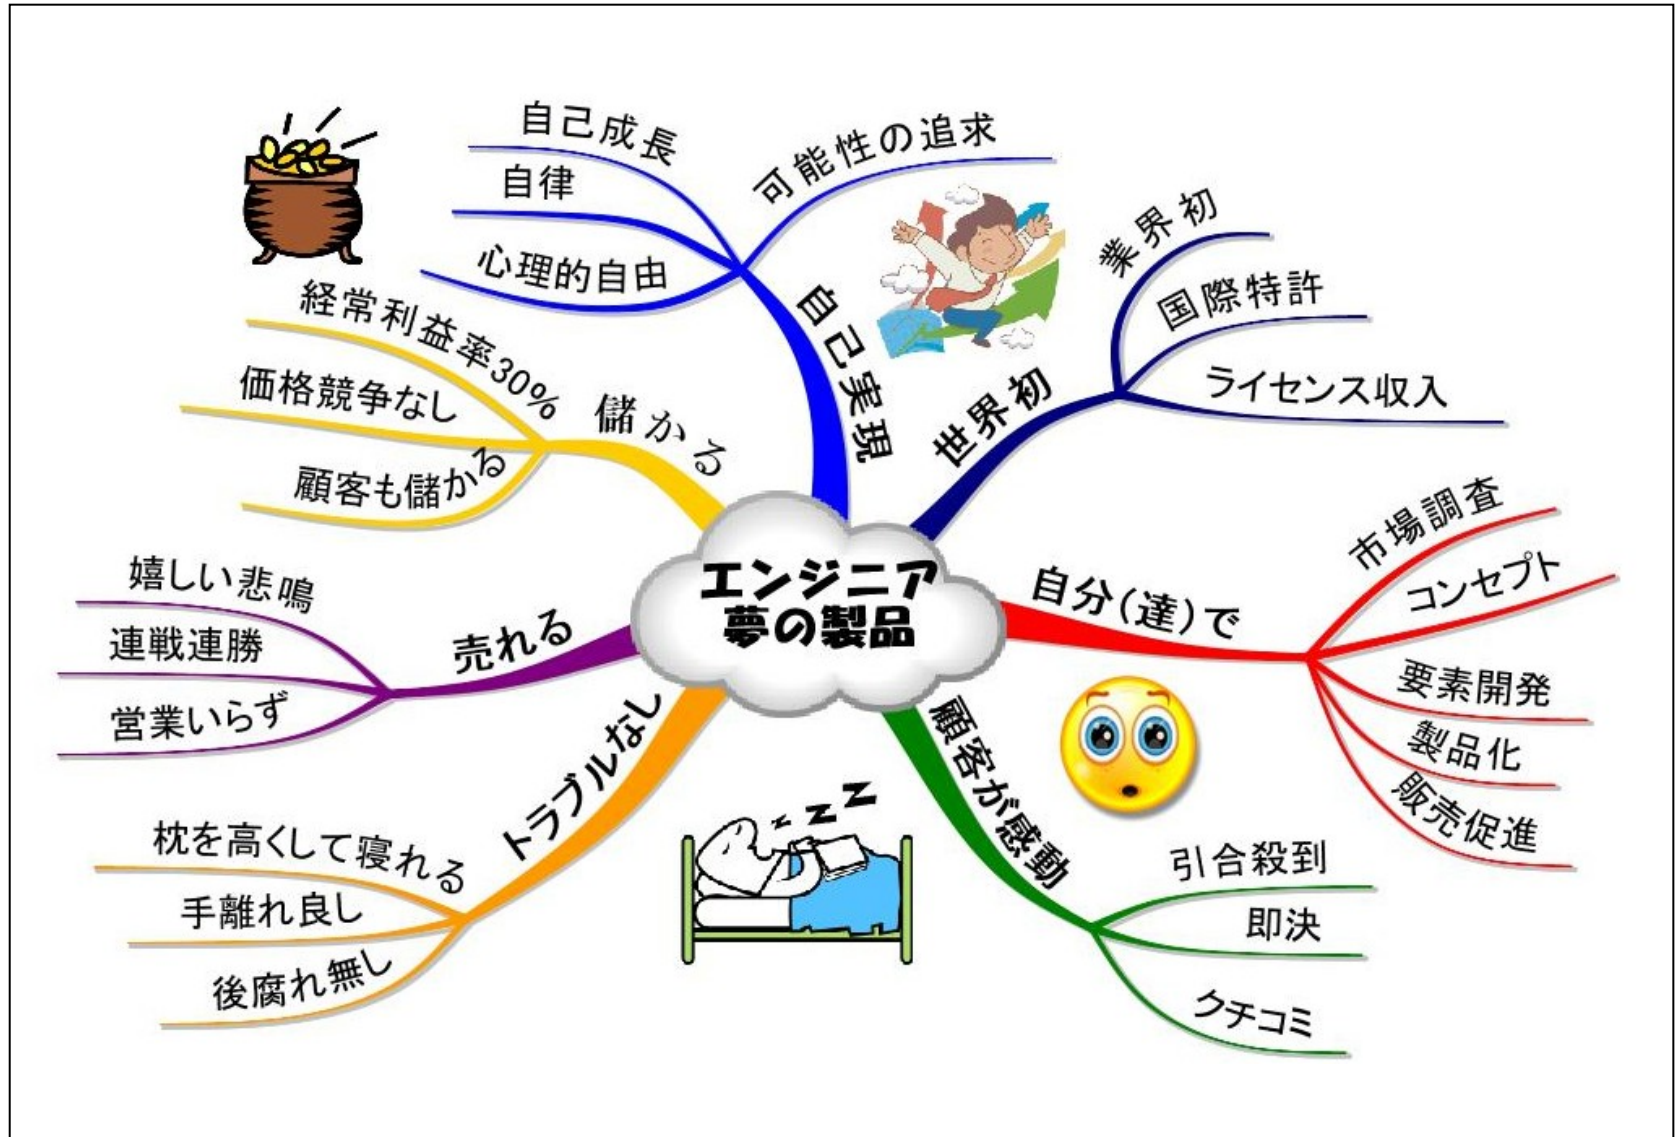 エンジニア
夢の製品
世界初
業界初
国際特許
ライセンス収入
自分(達)で
市場調査
コンセプト
要素開発
製品化
販売促進
顧客が感動
引合殺到
即決
クチコミ
トラブルなし
枕を高くして寝れる
手離れ良し
後腐れ無し
売れる
嬉しい悲鳴
連戦連勝
営業いらず
儲かる
経常利益率30%
価格競争なし
顧客も儲かる
自己実現
自己成長
自律
心理的自由
可能性の追求
z z z